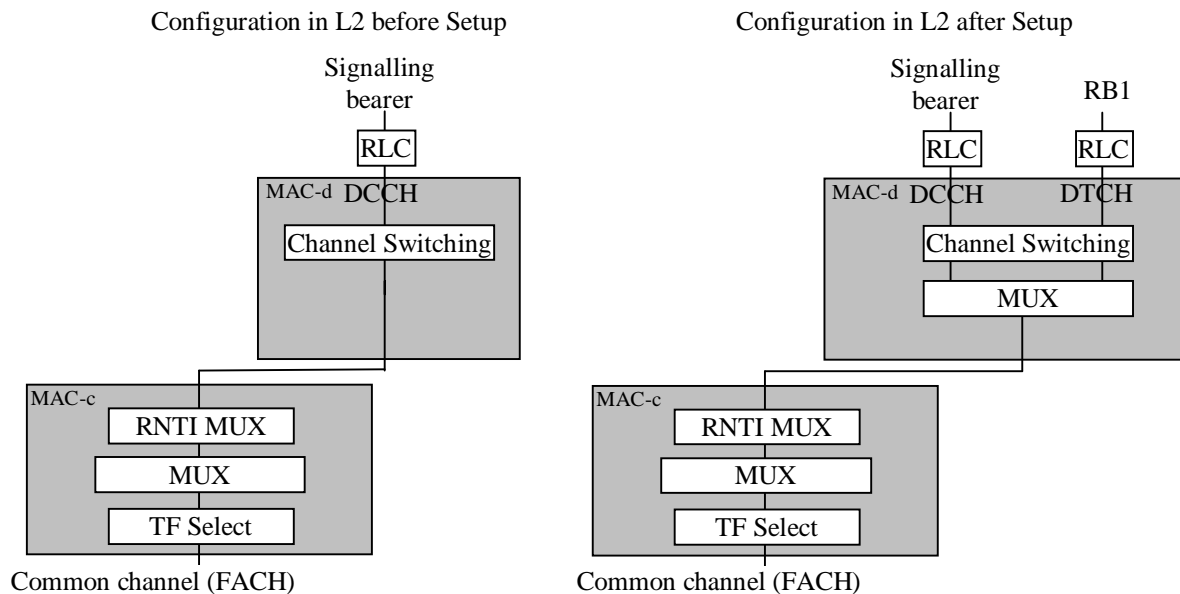 Configuration in L2 before Setup
Signalling
bearer
RLC
MAC-d DCCH
Channel Switching
MAC-c
RNTI MUX
MUX
TF Select
Common channel (FACH)
Configuration in L2 after Setup
Signalling
bearer
RB1
RLC
RLC
MAC-d DCCH
DTCH
Channel Switching
MUX
MAC-c
RNTI MUX
MUX
TF Select
Common channel (FACH)